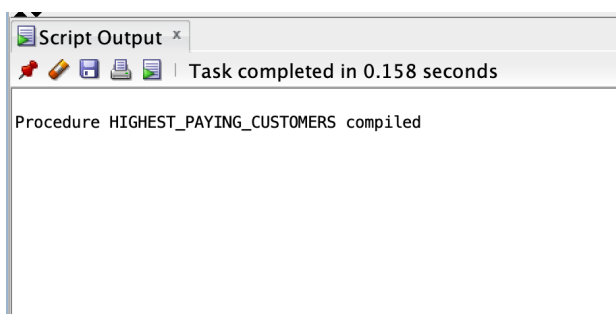 Script Output x
Task completed in 0.158 seconds
Procedure HIGHEST_PAYING_CUSTOMERS compiled